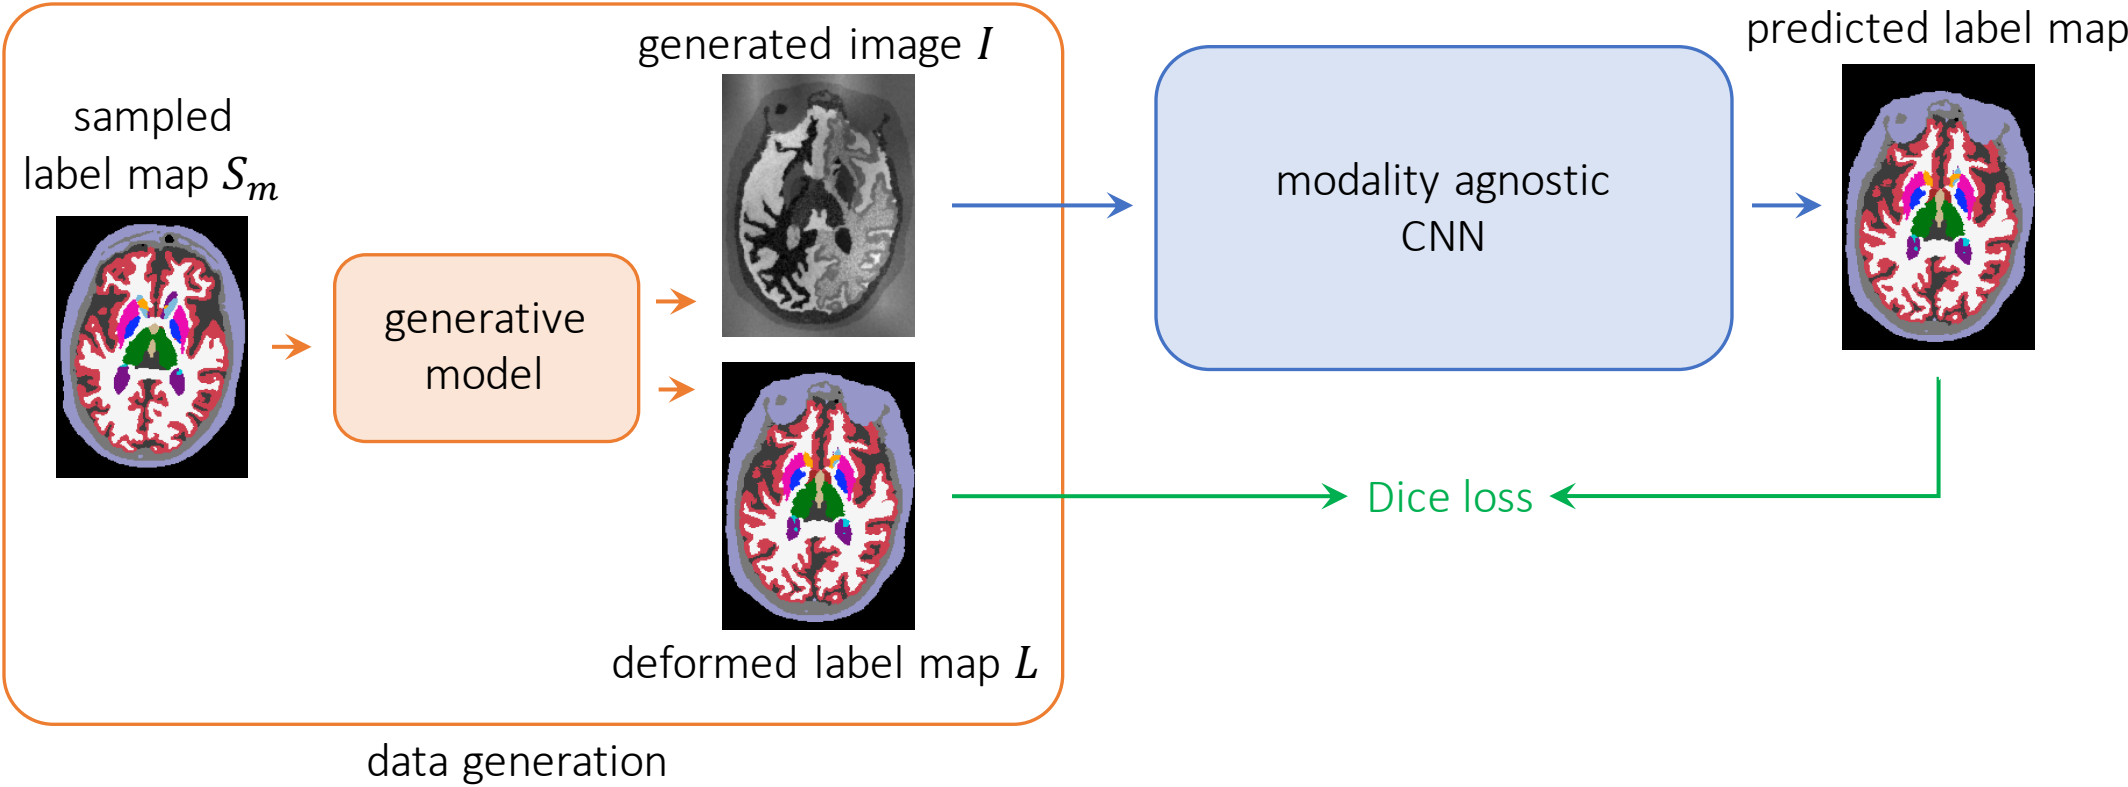 sampled
label map Sₘ
generative
model
generated image I
deformed label map L
data generation
modality agnostic
CNN
predicted label map
Dice loss